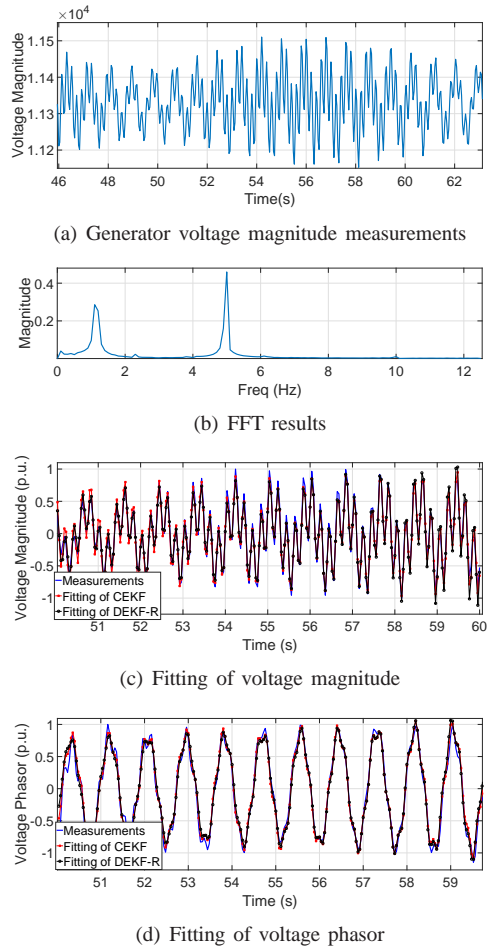 ×10⁴
1.15
1.14
1.13
1.12
Voltage Magnitude
46 48 50 52 54 56 58 60 62
Time(s)
(a) Generator voltage magnitude measurements
0.4
0.2
Magnitude
0 2 4 6 8 10 12
Freq (Hz)
(b) FFT results
1
0.5
0
-0.5
-1
Voltage Magnitude (p.u.)
Measurements
Fitting of CEKF
Fitting of DEKF-R
51 52 53 54 55 56 57 58 59 60
Time (s)
(c) Fitting of voltage magnitude
1
0.5
0
-0.5
-1
Voltage Phasor (p.u.)
Measurements
Fitting of CEKF
Fitting of DEKF-R
51 52 53 54 55 56 57 58 59
Time (s)
(d) Fitting of voltage phasor